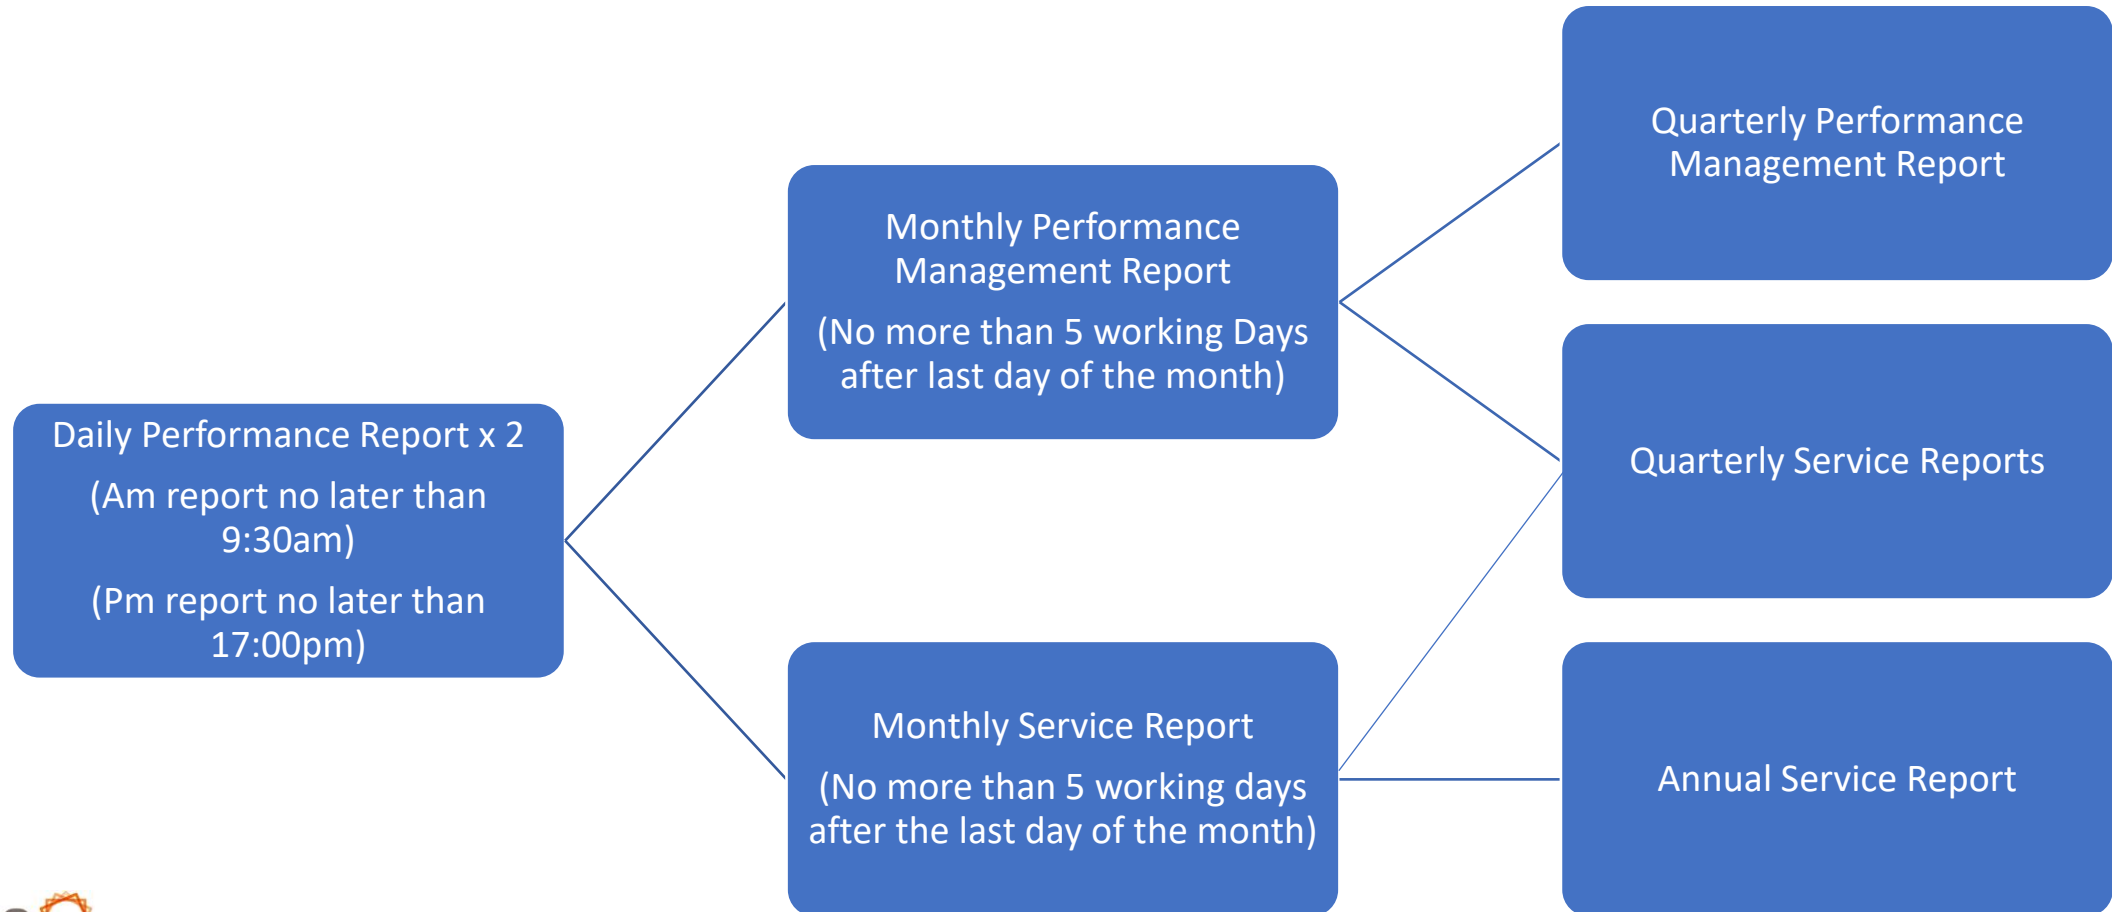 Daily Performance Report x 2
(Am report no later than
9:30am)
(Pm report no later than
17:00pm)
Monthly Performance
Management Report
(No more than 5 working Days
after last day of the month)
Monthly Service Report
(No more than 5 working days
after the last day of the month)
Quarterly Performance
Management Report
Quarterly Service Reports
Annual Service Report